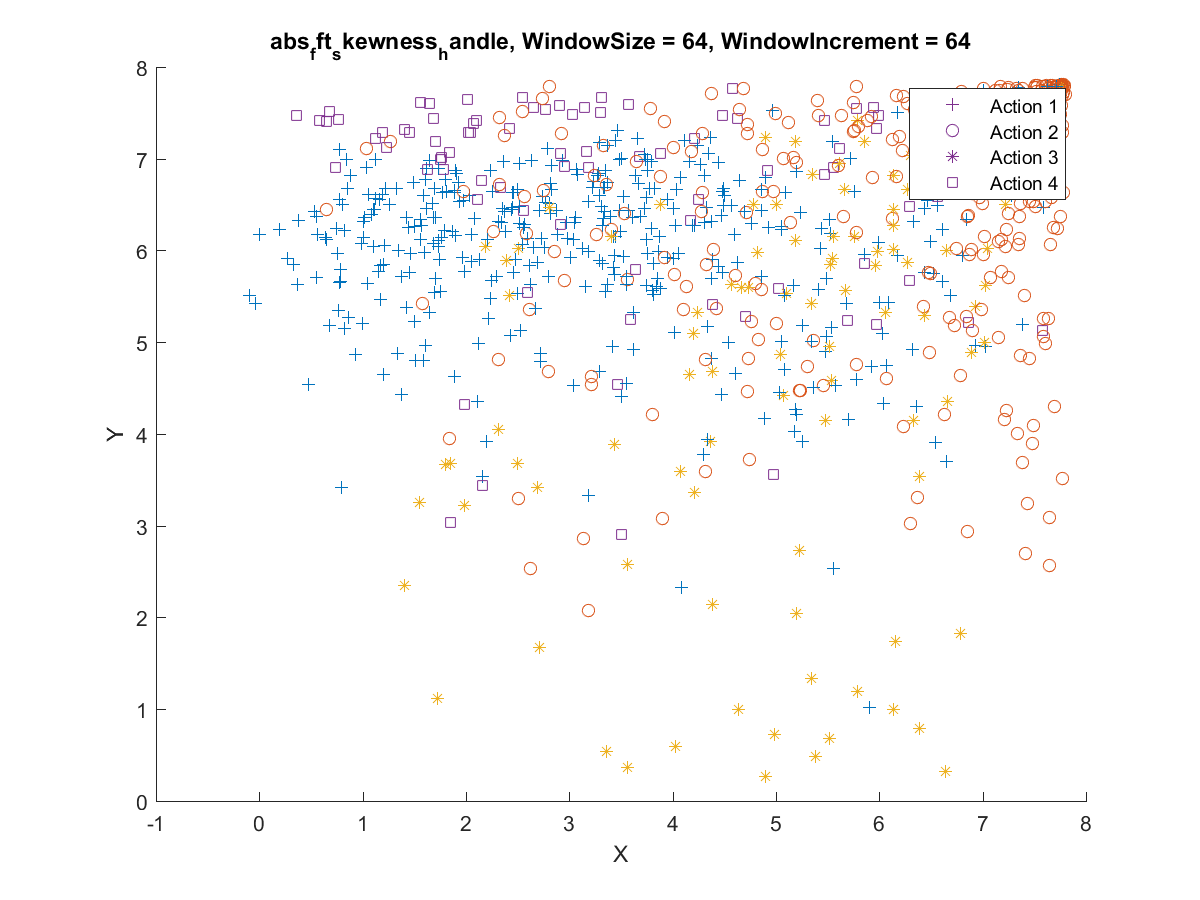 abs_fft_skewness_handle, WindowSize = 64, WindowIncrement = 64
8
7
6
5
4
3
2
1
0
Y
Action 1
Action 2
Action 3
Action 4
-1 0 1 2 3 4 5 6 7 8
X